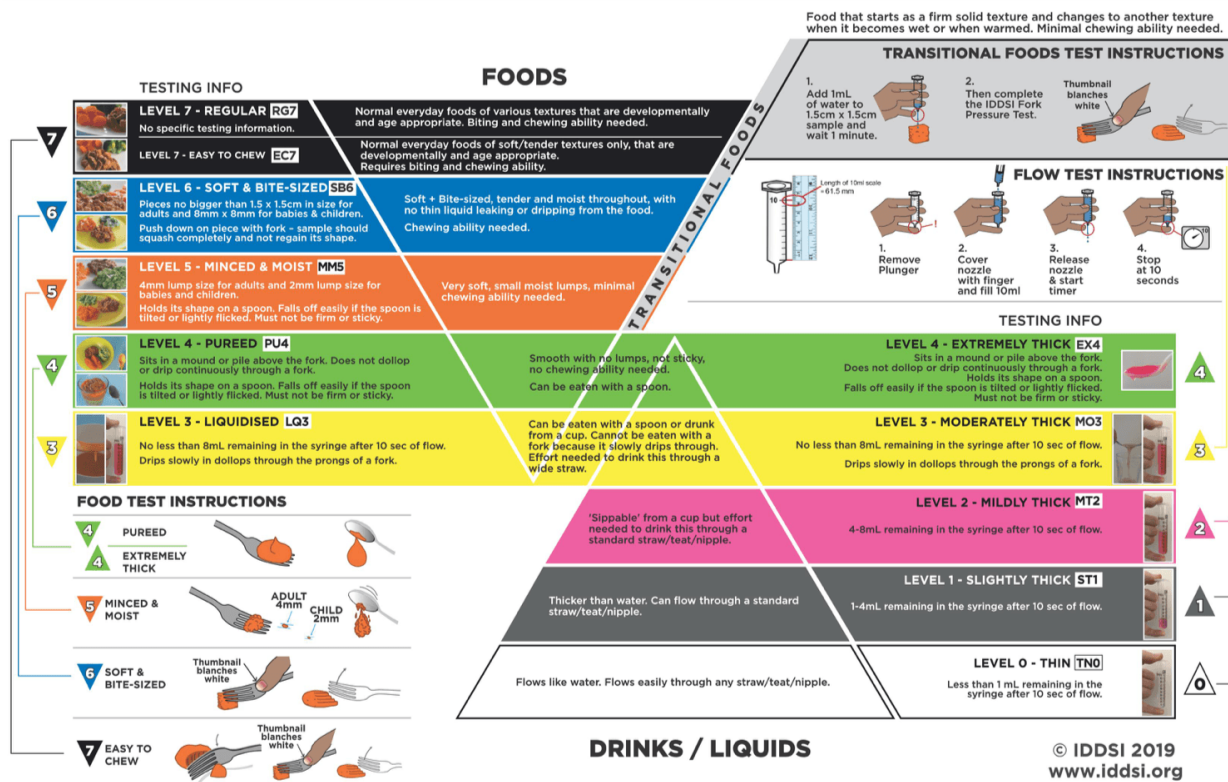 Food that starts as a firm solid texture and changes to another texture
when it becomes wet or when warmed. Minimal chewing ability needed.
TRANSITIONAL FOODS TEST INSTRUCTIONS
1.
Add 1mL
of water to
1.5cm x 1.5cm
sample and
wait 1 minute.
2.
Then complete
the IDDSI Fork
Pressure Test.
Thumbnail
blanches
white
FOODS
TESTING INFO
TRANSITIONAL FOODS
7
LEVEL 7 - REGULAR RG7
No specific testing information.
Normal everyday foods of various textures that are developmentally
and age appropriate. Biting and chewing ability needed.
LEVEL 7 - EASY TO CHEW EC7
Normal everyday foods of soft/tender textures only, that are
developmentally and age appropriate.
Requires biting and chewing ability.
6
LEVEL 6 - SOFT & BITE-SIZED SB6
Pieces no bigger than 1.5 x 1.5cm in size for
adults and 8mm x 8mm for babies & children.
Push down on piece with fork – sample should
squash completely and not regain its shape.
Soft + Bite-sized, tender and moist throughout, with
no thin liquid leaking or dripping from the food.
Chewing ability needed.
FLOW TEST INSTRUCTIONS
Length of 10ml scale
= 61.5 mm
10
1.
Remove
Plunger
2.
Cover
nozzle
with finger
and fill 10ml
3.
Release
nozzle
& start
timer
4.
Stop
at 10
seconds
10
5
LEVEL 5 - MINCED & MOIST MM5
4mm lump size for adults and 2mm lump size for
babies and children.
Holds its shape on a spoon. Falls off easily if the spoon is
tilted or lightly flicked. Must not be firm or sticky.
Very soft, small moist lumps, minimal
chewing ability needed.
TESTING INFO
4
LEVEL 4 - PUREED PU4
Sits in a mound or pile above the fork. Does not dollop
or drip continuously through a fork.
Holds its shape on a spoon. Falls off easily if the spoon
is tilted or lightly flicked. Must not be firm or sticky.
Smooth with no lumps, not sticky,
no chewing ability needed.
Can be eaten with a spoon.
LEVEL 4 - EXTREMELY THICK EX4
Sits in a mound or pile above the fork.
Does not dollop or drip continuously through a fork.
Holds its shape on a spoon.
Falls off easily if the spoon is tilted or lightly flicked.
Must not be firm or sticky.
4
3
LEVEL 3 - LIQUIDISED LQ3
No less than 8mL remaining in the syringe after 10 sec of flow.
Drips slowly in dollops through the prongs of a fork.
Can be eaten with a spoon or drunk
from a cup. Cannot be eaten with a
fork because it slowly drips through.
Effort needed to drink this through a
wide straw.
LEVEL 3 - MODERATELY THICK MO3
No less than 8mL remaining in the syringe after 10 sec of flow.
Drips slowly in dollops through the prongs of a fork.
3
'Sippable' from a cup but effort
needed to drink this through a
standard straw/teat/nipple.
LEVEL 2 - MILDLY THICK MT2
4-8mL remaining in the syringe after 10 sec of flow.
2
Thicker than water. Can flow through a standard
straw/teat/nipple.
LEVEL 1 - SLIGHTLY THICK ST1
1-4mL remaining in the syringe after 10 sec of flow.
1
Flows like water. Flows easily through any straw/teat/nipple.
LEVEL 0 - THIN TN0
Less than 1 mL remaining in the
syringe after 10 sec of flow.
0
FOOD TEST INSTRUCTIONS
4
PUREED
4
EXTREMELY
THICK
5
MINCED &
MOIST
ADULT
4mm
CHILD
2mm
6
SOFT &
BITE-SIZED
Thumbnail
blanches
white
7
EASY TO
CHEW
Thumbnail
blanches
white
DRINKS / LIQUIDS
© IDDSI 2019
www.iddsi.org